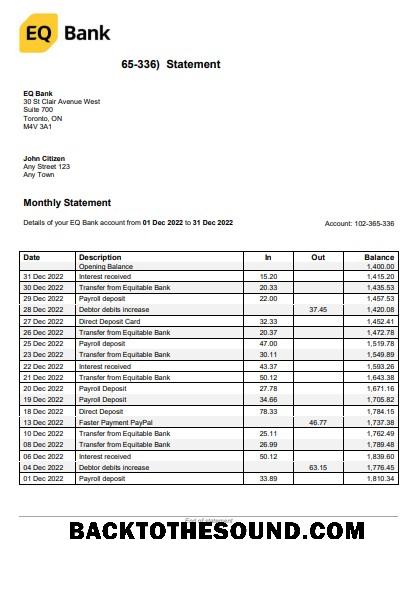 EQ Bank
65-336) Statement
EQ Bank
30 St Clair Avenue West
Suite 700
Toronto, ON
M4V 3A1
John Citizen
Any Street 123
Any Town
Monthly Statement
Details of your EQ Bank account from 01 Dec 2022 to 31 Dec 2022 Account: 102-365-336
Date Description In Out Balance
Opening Balance 1,400.00
31 Dec 2022 Interest received 15.20 1,415.20
30 Dec 2022 Transfer from Equitable Bank 20.33 1,435.53
29 Dec 2022 Payroll deposit 22.00 1,457.53
28 Dec 2022 Debtor debits increase 37.45 1,420.08
27 Dec 2022 Direct Deposit Card 32.33 1,452.41
26 Dec 2022 Transfer from Equitable Bank 20.37 1,472.78
25 Dec 2022 Payroll deposit 47.00 1,519.78
23 Dec 2022 Transfer from Equitable Bank 30.11 1,549.89
22 Dec 2022 Interest received 43.37 1,593.26
21 Dec 2022 Transfer from Equitable Bank 50.12 1,643.38
20 Dec 2022 Payroll Deposit 27.78 1,671.16
19 Dec 2022 Payroll Deposit 34.66 1,705.82
18 Dec 2022 Direct Deposit 78.33 1,784.15
13 Dec 2022 Faster Payment PayPal 46.77 1,737.38
10 Dec 2022 Transfer from Equitable Bank 25.11 1,762.49
08 Dec 2022 Transfer from Equitable Bank 26.99 1,789.48
06 Dec 2022 Interest received 50.12 1,839.60
04 Dec 2022 Debtor debits increase 63.15 1,776.45
01 Dec 2022 Payroll deposit 33.89 1,810.34
End of statement
BACKTOTHESOUND.COM